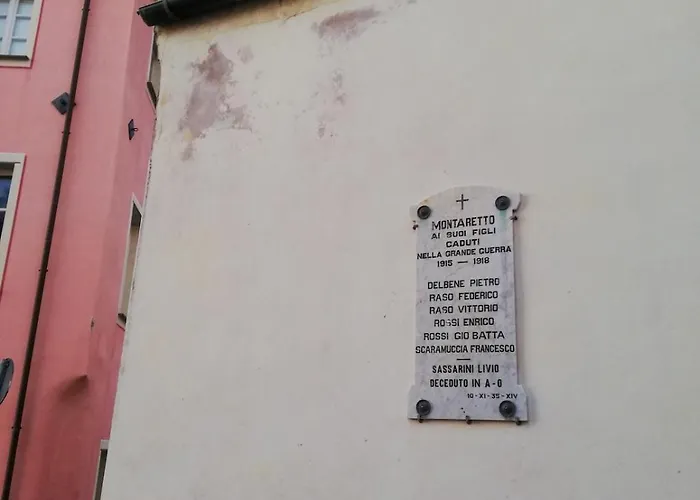 MONTARETTO
AI SUOI FIGLI
CADUTI
NELLA GRANDE GUERRA
1915 — 1918
DELBENE PIETRO
RASO FEDERICO
RASO VITTORIO
ROSSI ENRICO
ROSSI GIO BATTA
SCARAMUCCIA FRANCESCO
SASSARINI LIVIO
DECEDUTO IN A-O
10-XI-35-XIV